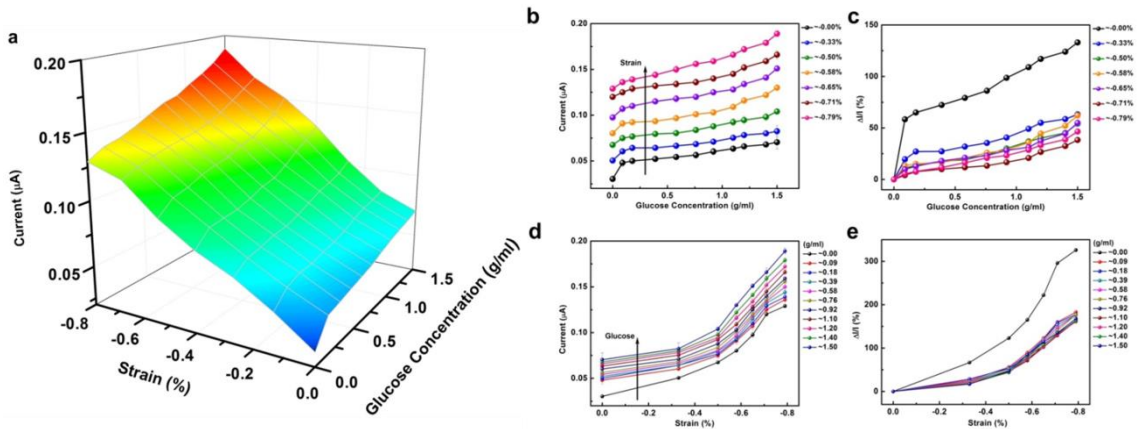 a
0.20
0.15
0.10
0.05
Current (μA)
-0.8
-0.6
-0.4
-0.2
0.0
Strain (%)
0.0
0.5
1.0
1.5
Glucose Concentration (g/ml)
b
0.20
0.15
0.10
0.05
Current (μA)
Strain
0.0 0.5 1.0 1.5
Glucose Concentration (g/ml)
~-0.00%
~-0.33%
~-0.50%
~-0.58%
~-0.65%
~-0.71%
~-0.79%
c
150
100
50
0
ΔI/I (%)
0.0 0.5 1.0 1.5
Glucose Concentration (g/ml)
~-0.00%
~-0.33%
~-0.50%
~-0.58%
~-0.65%
~-0.71%
~-0.79%
d
0.20
0.15
0.10
0.05
Current (μA)
Glucose
0.0 -0.2 -0.4 -0.6 -0.8
Strain (%)
(g/ml)
~0.00
~0.09
~0.18
~0.39
~0.58
~0.76
~0.92
~1.10
~1.20
~1.40
~1.50
e
300
200
100
0
ΔI/I (%)
0.0 -0.2 -0.4 -0.6 -0.8
Strain (%)
(g/ml)
~0.00
~0.09
~0.18
~0.39
~0.58
~0.76
~0.92
~1.10
~1.20
~1.40
~1.50